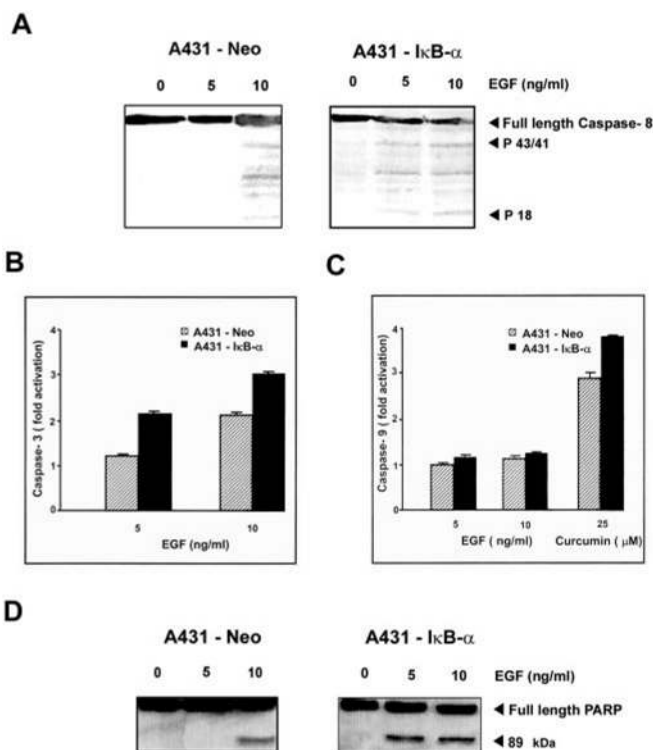 A
A431 - Neo
A431 - IκB-α
0 5 10
0 5 10 EGF (ng/ml)
◄ Full length Caspase- 8
◄ P 43/41
◄ P 18
B
C
A431 - Neo
A431 - IκB-α
Caspase- 3 ( fold activation)
4
3
2
1
0
5 10
EGF (ng/ml)
A431 - Neo
A431 - IκB-α
Caspase- 9 ( fold activation)
4
3
2
1
0
5 10 25
EGF ( ng/ml) Curcumin ( μM)
D
A431 - Neo
A431 - IκB-α
0 5 10
0 5 10 EGF (ng/ml)
◄ Full length PARP
◄ 89 kDa